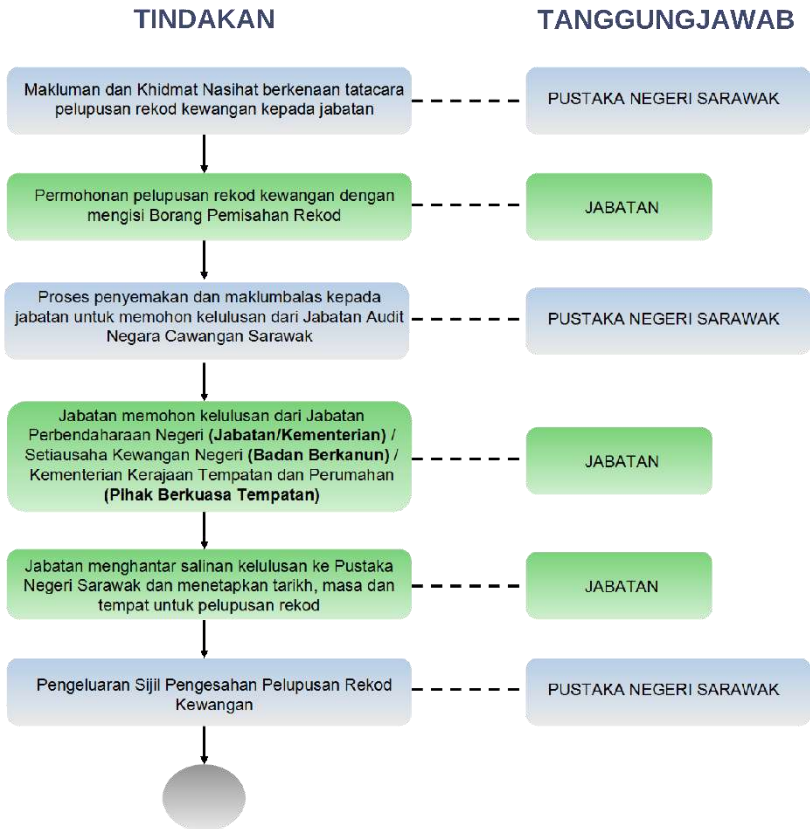 TINDAKAN
TANGGUNGJAWAB
Makluman dan Khidmat Nasihat berkenaan tatacara
pelupusan rekod kewangan kepada jabatan
PUSTAKA NEGERI SARAWAK
Permohonan pelupusan rekod kewangan dengan
mengisi Borang Pemisahan Rekod
JABATAN
Proses penyemakan dan maklumbalas kepada
jabatan untuk memohon kelulusan dari Jabatan Audit
Negara Cawangan Sarawak
PUSTAKA NEGERI SARAWAK
Jabatan memohon kelulusan dari Jabatan
Perbendaharaan Negeri (Jabatan/Kementerian) /
Setiausaha Kewangan Negeri (Badan Berkanun) /
Kementerian Kerajaan Tempatan dan Perumahan
(Pihak Berkuasa Tempatan)
JABATAN
Jabatan menghantar salinan kelulusan ke Pustaka
Negeri Sarawak dan menetapkan tarikh, masa dan
tempat untuk pelupusan rekod
JABATAN
Pengeluaran Sijil Pengesahan Pelupusan Rekod
Kewangan
PUSTAKA NEGERI SARAWAK